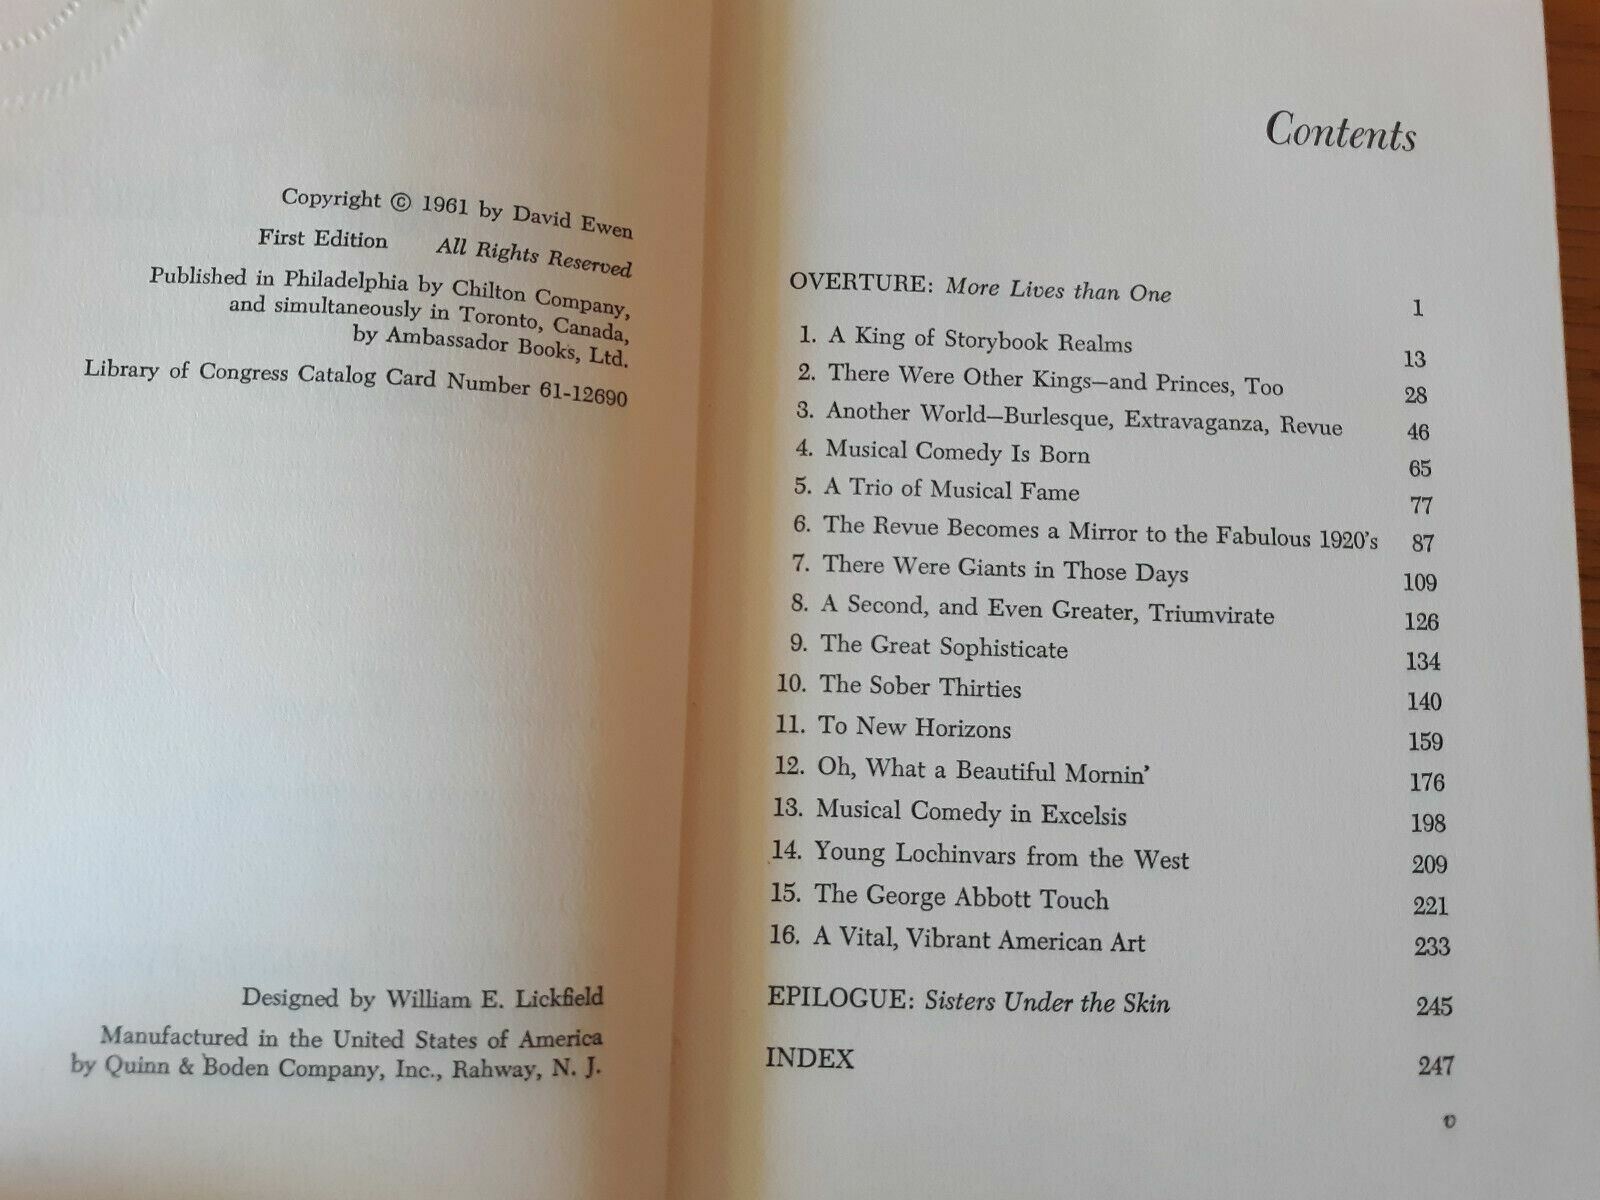 Copyright © 1961 by David Ewen
First Edition All Rights Reserved
Published in Philadelphia by Chilton Company,
and simultaneously in Toronto, Canada,
by Ambassador Books, Ltd.
Library of Congress Catalog Card Number 61-12690
Designed by William E. Lickfield
Manufactured in the United States of America
by Quinn & Boden Company, Inc., Rahway, N. J.
Contents
OVERTURE: More Lives than One 1
1. A King of Storybook Realms 13
2. There Were Other Kings—and Princes, Too 28
3. Another World—Burlesque, Extravaganza, Revue 46
4. Musical Comedy Is Born 65
5. A Trio of Musical Fame 77
6. The Revue Becomes a Mirror to the Fabulous 1920's 87
7. There Were Giants in Those Days 109
8. A Second, and Even Greater, Triumvirate 126
9. The Great Sophisticate 134
10. The Sober Thirties 140
11. To New Horizons 159
12. Oh, What a Beautiful Mornin' 176
13. Musical Comedy in Excelsis 198
14. Young Lochinvars from the West 209
15. The George Abbott Touch 221
16. A Vital, Vibrant American Art 233
EPILOGUE: Sisters Under the Skin 245
INDEX 247
v